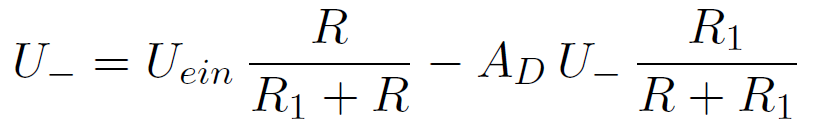 U_- = U_{ein} \frac{R}{R_1 + R} - A_D U_- \frac{R_1}{R + R_1}